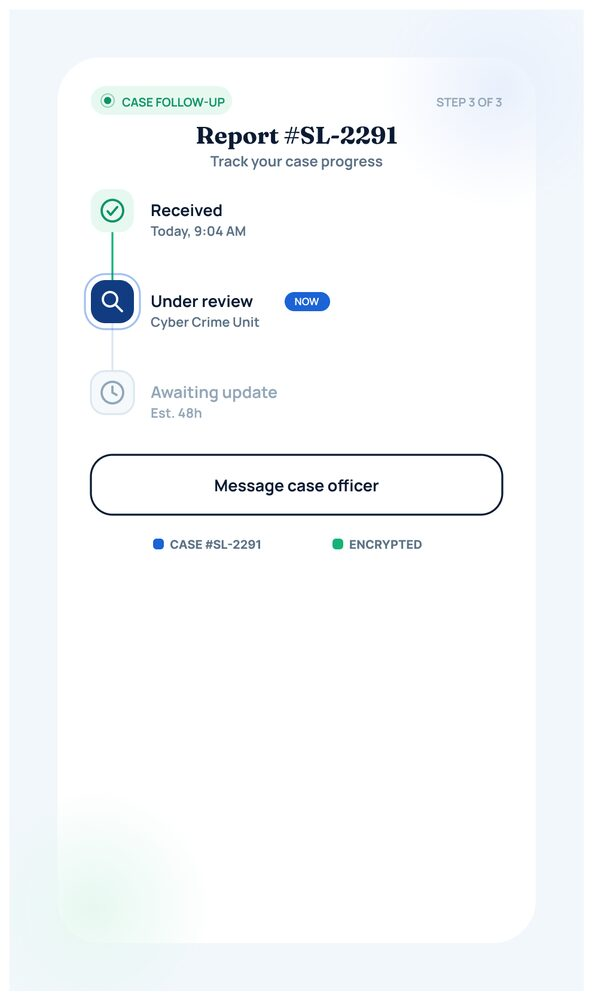 CASE FOLLOW-UP
STEP 3 OF 3
Report #SL-2291
Track your case progress
Received
Today, 9:04 AM
Under review
NOW
Cyber Crime Unit
Awaiting update
Est. 48h
Message case officer
CASE #SL-2291
ENCRYPTED